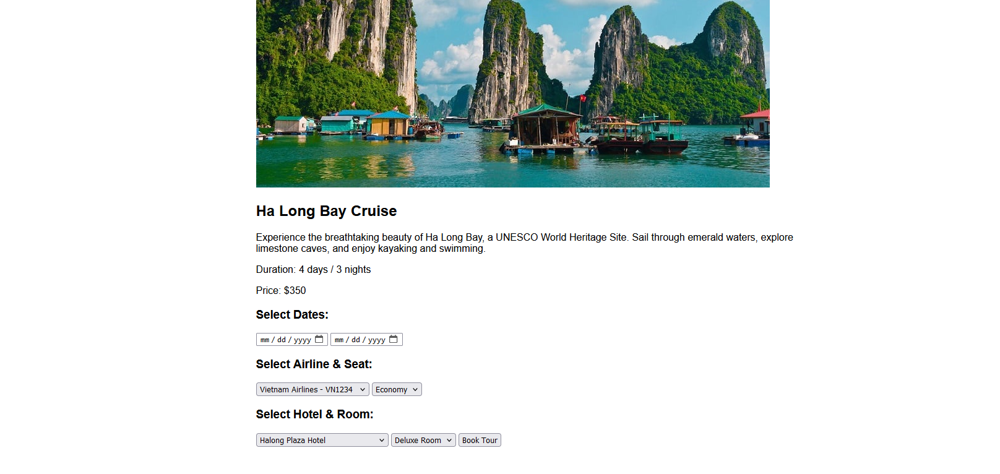 Ha Long Bay Cruise
Experience the breathtaking beauty of Ha Long Bay, a UNESCO World Heritage Site. Sail through emerald waters, explore
limestone caves, and enjoy kayaking and swimming.
Duration: 4 days / 3 nights
Price: $350
Select Dates:
mm / dd / yyyy mm / dd / yyyy
Select Airline & Seat:
Vietnam Airlines - VN1234 Economy
Select Hotel & Room:
Halong Plaza Hotel Deluxe Room Book Tour